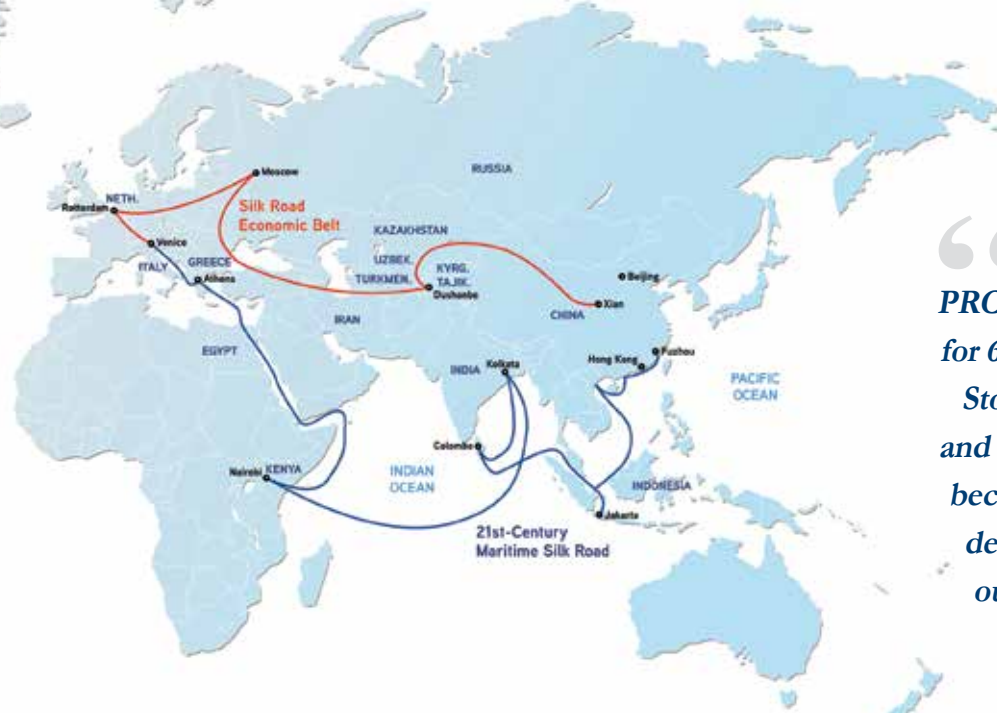 RUSSIA
Moscow
NETH.
Rotterdam
Silk Road
Economic Belt
KAZAKHSTAN
Venice
UZBEK.
ITALY
GREECE
Athens
TURKMEN.
KYRG.
TAJIK.
Dushanbe
Beijing
Xian
CHINA
IRAN
EGYPT
INDIA
Kolkata
Hong Kong
Fuzhou
PACIFIC
OCEAN
Colombo
Nairobi
KENYA
INDIAN
OCEAN
INDONESIA
Jakarta
21st-Century
Maritime Silk Road
“
PRO
for 6
Sto
and
bec
de
ou